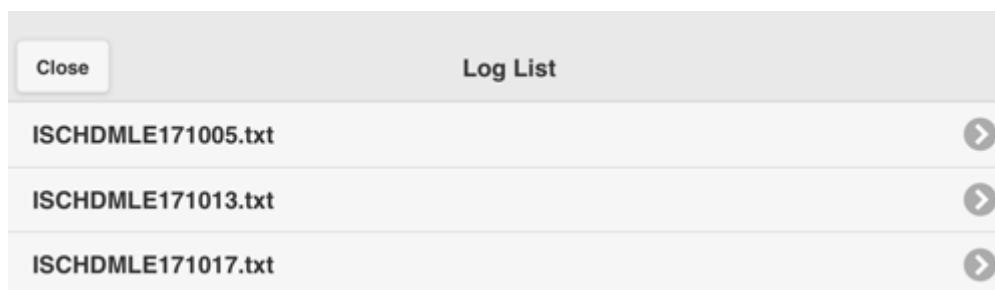 Close
Log List
ISCHDMLE171005.txt
ISCHDMLE171013.txt
ISCHDMLE171017.txt